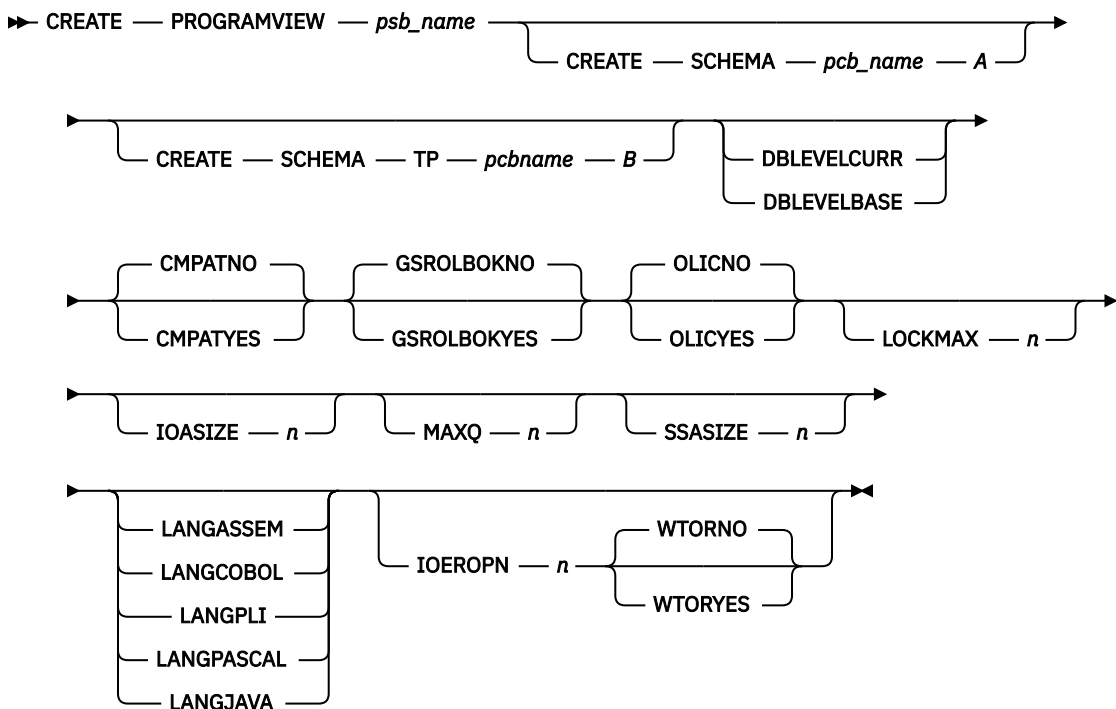 CREATE PROGRAMVIEW psb_name
CREATE SCHEMA pcb_name A
CREATE SCHEMA TP pcbname B
DBLEVELCURR
DBLEVELBASE
CMPATNO GSROLBOKNO OLICNO
CMPATYES GSROLBOKYES OLICYES LOCKMAX n
IOASIZE n MAXQ n SSASIZE n
LANGASSEM
LANGCOBOL
LANGPLI
LANGPASCAL
LANGJAVA
IOEROPN n
WTORNO
WTORYES